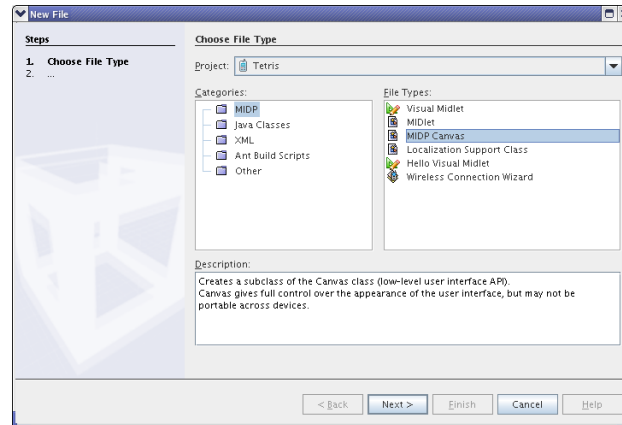 New File
Steps
1. Choose File Type
2. ...
Choose File Type
Project: Tetris
Categories:
MIDP
Java Classes
XML
Ant Build Scripts
Other
File Types:
Visual Midlet
MIDlet
MIDP Canvas
Localization Support Class
Hello Visual Midlet
Wireless Connection Wizard
Description:
Creates a subclass of the Canvas class (low-level user interface API).
Canvas gives full control over the appearance of the user interface, but may not be
portable across devices.
< Back Next > Finish Cancel Help